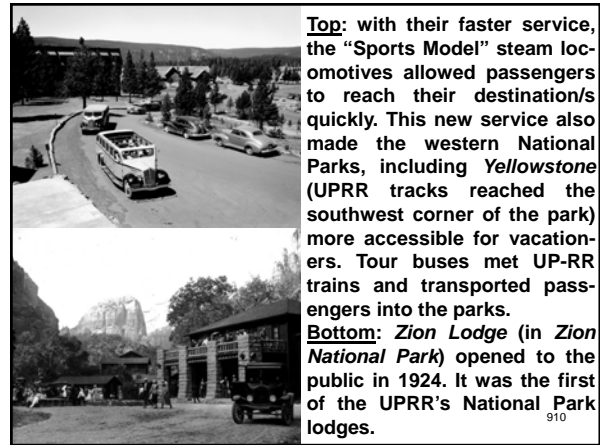 Top: with their faster service,
the “Sports Model” steam loc-
omotives allowed passengers
to reach their destination/s
quickly. This new service also
made the western National
Parks, including Yellowstone
(UPRR tracks reached the
southwest corner of the park)
more accessible for vacation-
ers. Tour buses met UP-RR
trains and transported pass-
engers into the parks.
Bottom: Zion Lodge (in Zion
National Park) opened to the
public in 1924. It was the first
of the UPRR’s National Park
lodges.
910